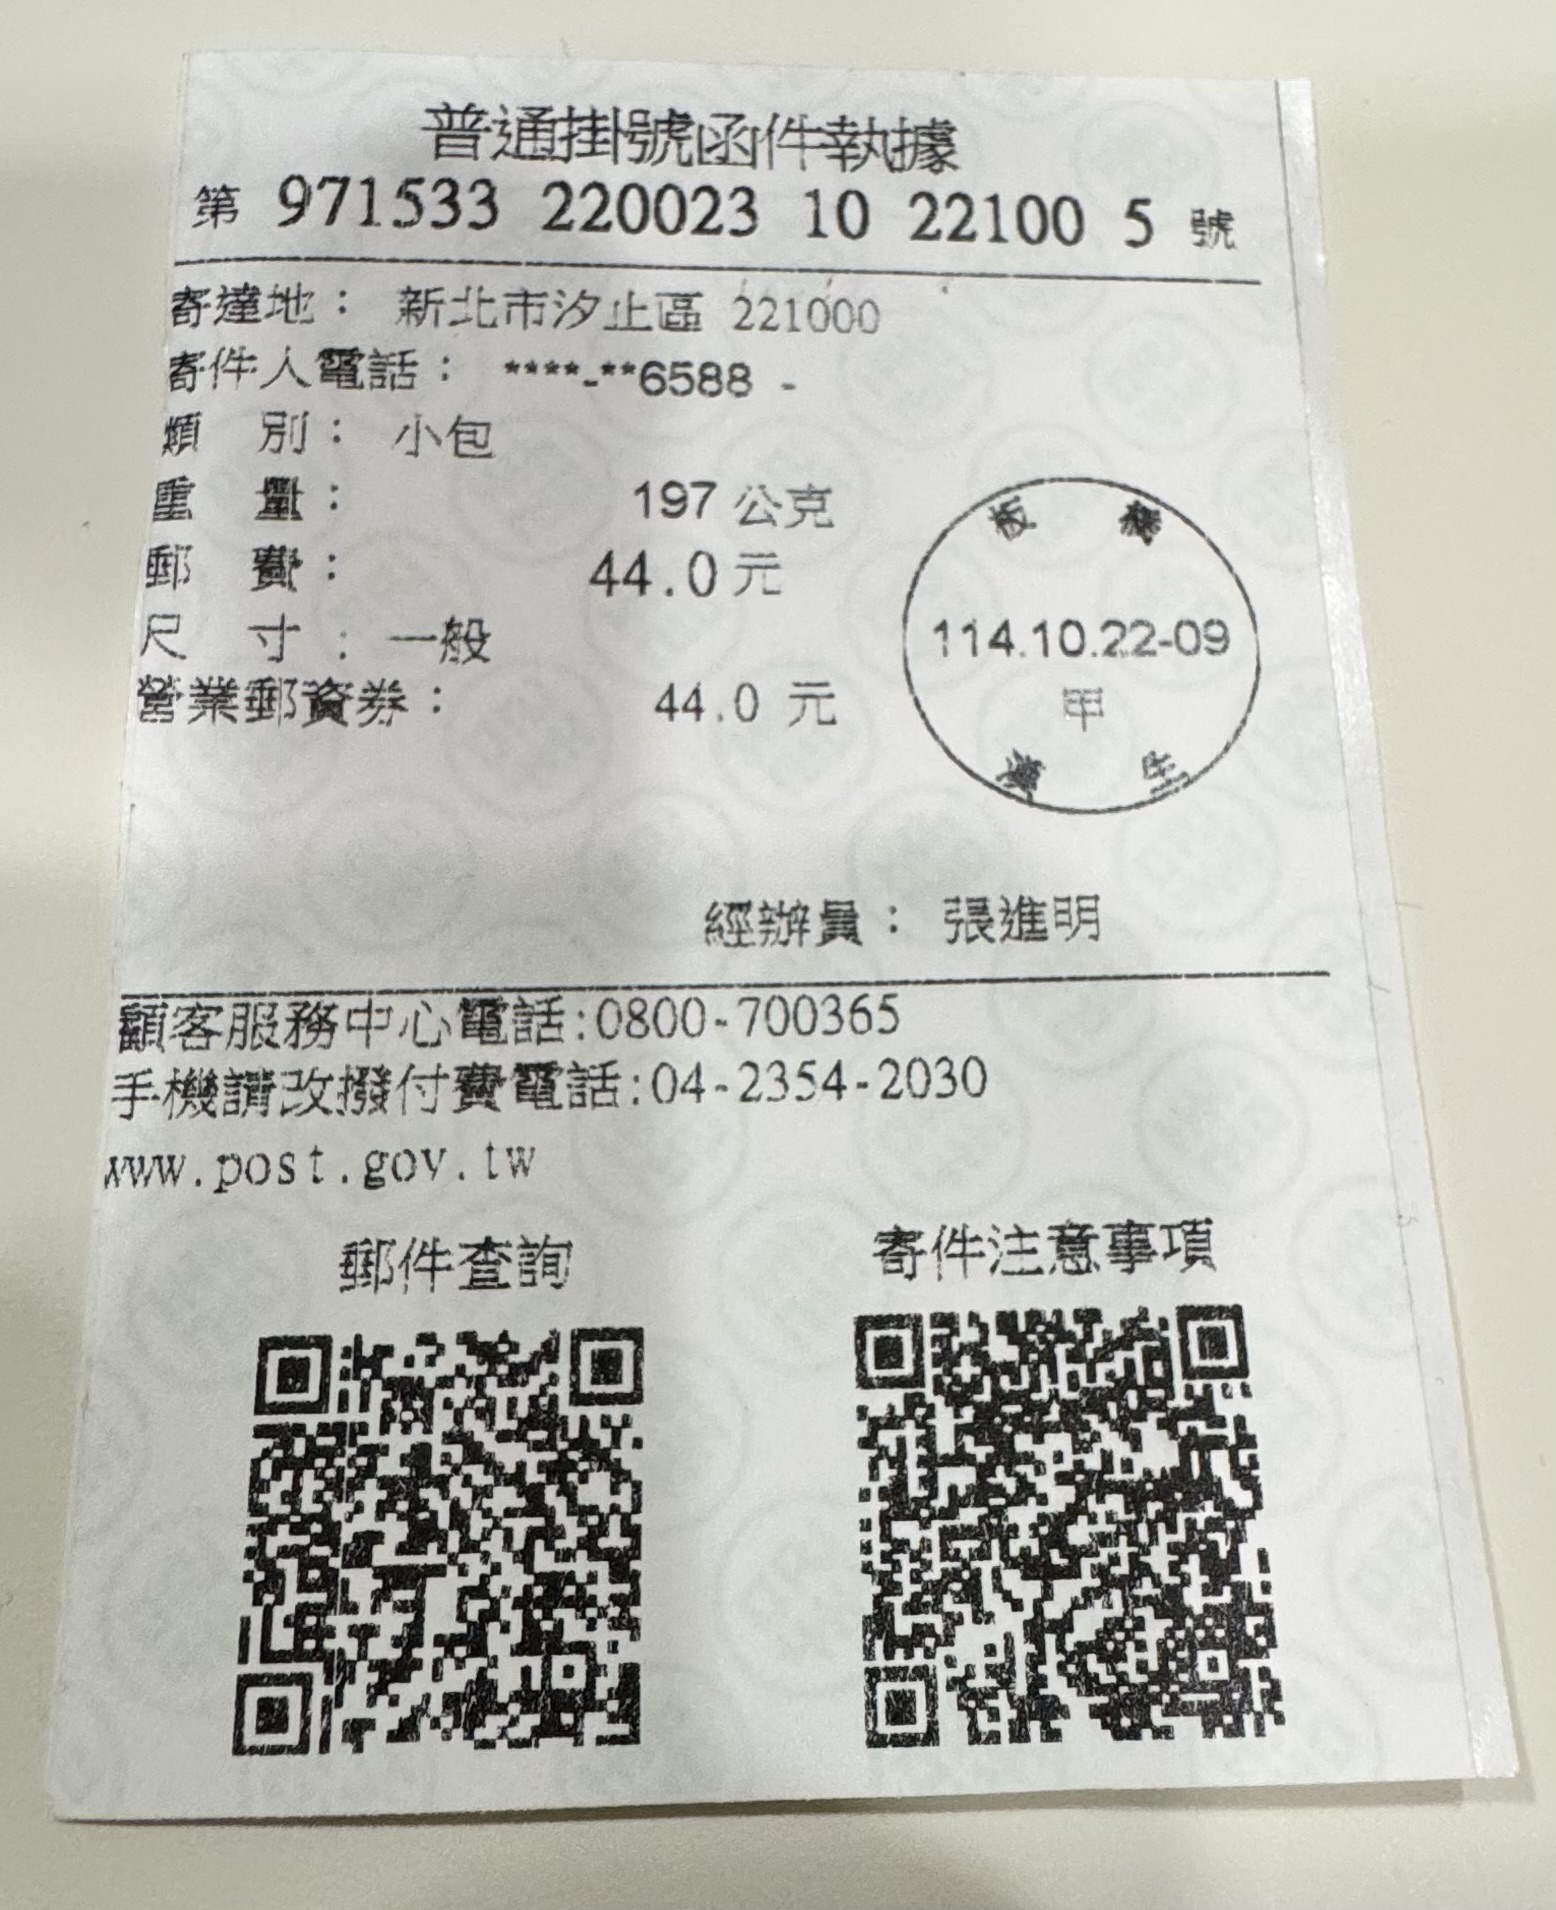 普通掛號函件執據
第 971533 220023 10 22100 5 號
寄達地： 新北市汐止區 221000
寄件人電話： ****-**6588 -
類 別： 小包
重 量： 197 公克
郵 費： 44.0 元
尺 寸： 一般
營業郵資券： 44.0 元
板 橋
114.10.22-09
甲
漢 生
經辦員： 張進明
顧客服務中心電話:0800-700365
手機請改撥付費電話:04-2354-2030
www.post.gov.tw
郵件查詢
寄件注意事項